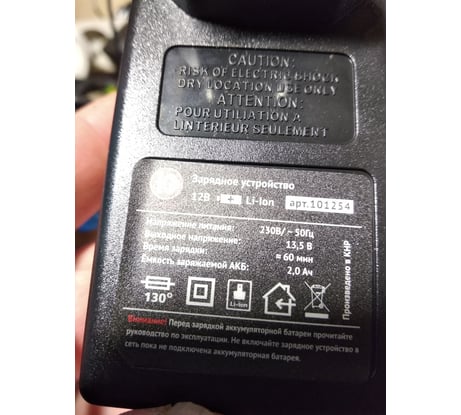 CAUTION:
RISK OF ELECTRIC SHOCK
DRY LOCATION USE ONLY
ATTENTION:
POUR UTILISATION A
LINTERIEUR SEULEMENT
Зарядное устройство
12В + Li-Ion арт.101254
Напряжение питания: 230В/ ~ 50Гц
Выходное напряжение: 13,5 В
Время зарядки: ≈ 60 мин
Емкость заряжаемой АКБ: 2,0 Ач
Произведено в КНР
130° Li-Ion
Внимание: Перед зарядкой аккумуляторной батареи прочитайте
руководство по эксплуатации. Не включайте зарядное устройство в
сеть пока не подключена аккумуляторная батарея.